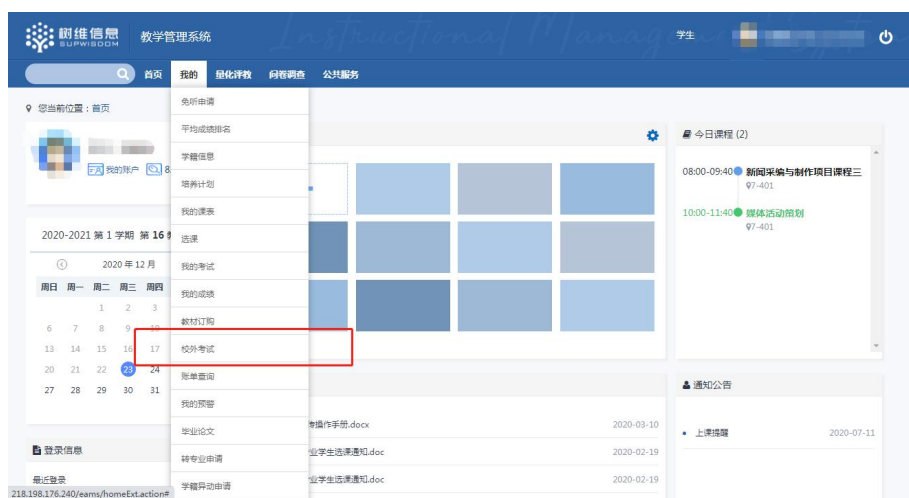 树维信息
SUPWISDOM
教学管理系统
学生
首页 我的 量化评教 问卷调查 公共服务
您当前位置：首页
免听申请
平均成绩排名
学籍信息
培养计划
我的课表
选课
我的考试
我的成绩
教材订购
校外考试
账单查询
我的预警
毕业论文
转专业申请
学籍异动申请
我的账户 8
2020-2021 第 1 学期 第 16
2020 年 12 月
周日 周一 周二 周三 周四
1 2 3
6 7 8 9 10
13 14 15 16 17
20 21 22 23 24
27 28 29 30 31
登录信息
最近登录
218.198.176.240/eams/homeExt.action#
操作手册.docx 2020-03-10
业学生选课通知.doc 2020-02-19
业学生选课通知.doc 2020-02-19
今日课程 (2)
08:00-09:40 新闻采编与制作项目课程三
7-401
10:00-11:40 媒体活动策划
7-401
通知公告
上课提醒 2020-07-11